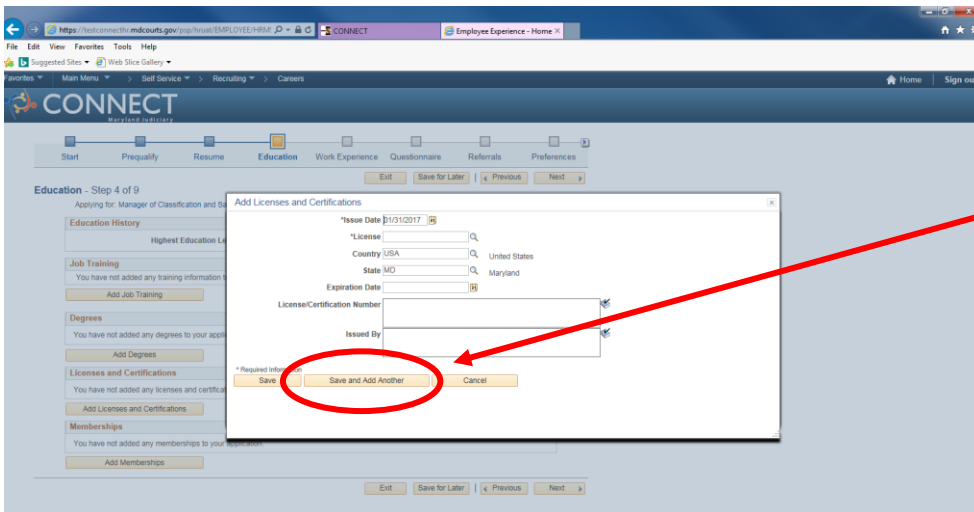 https://testconnecthr.mdcourts.gov/psp/hruat/EMPLOYEE/HRM
CONNECT
Employee Experience - Home
File Edit View Favorites Tools Help
Suggested Sites Web Slice Gallery
Favorites Main Menu > Self Service > Recruiting > Careers
Home Sign ou
CONNECT
Maryland Judiciary
Start Prequalify Resume Education Work Experience Questionnaire Referrals Preferences
Exit Save for Later | Previous Next
Education - Step 4 of 9
Applying for: Manager of Classification and Sa
Education History
Highest Education Le
Job Training
You have not added any training information t
Add Job Training
Degrees
You have not added any degrees to your appli
Add Degrees
Licenses and Certifications
You have not added any licenses and certificat
Add Licenses and Certifications
Memberships
You have not added any memberships to your application.
Add Memberships
Add Licenses and Certifications
*Issue Date 01/31/2017
*License
Country USA United States
State MD Maryland
Expiration Date
License/Certification Number
Issued By
* Required Information
Save Save and Add Another Cancel
Exit Save for Later | Previous Next